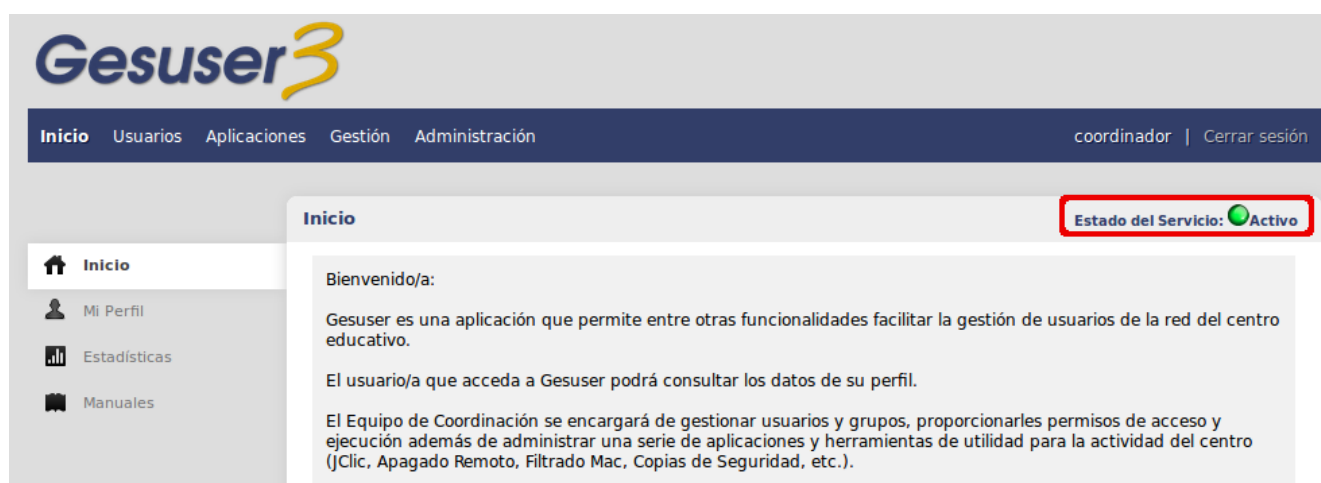 Gesuser3
Inicio Usuarios Aplicaciones Gestión Administración coordinador | Cerrar sesión
Inicio Estado del Servicio: Activo
Inicio
Mi Perfil
Estadísticas
Manuales
Bienvenido/a:
Gesuser es una aplicación que permite entre otras funcionalidades facilitar la gestión de usuarios de la red del centro
educativo.
El usuario/a que acceda a Gesuser podrá consultar los datos de su perfil.
El Equipo de Coordinación se encargará de gestionar usuarios y grupos, proporcionarles permisos de acceso y
ejecución además de administrar una serie de aplicaciones y herramientas de utilidad para la actividad del centro
(JClic, Apagado Remoto, Filtrado Mac, Copias de Seguridad, etc.).